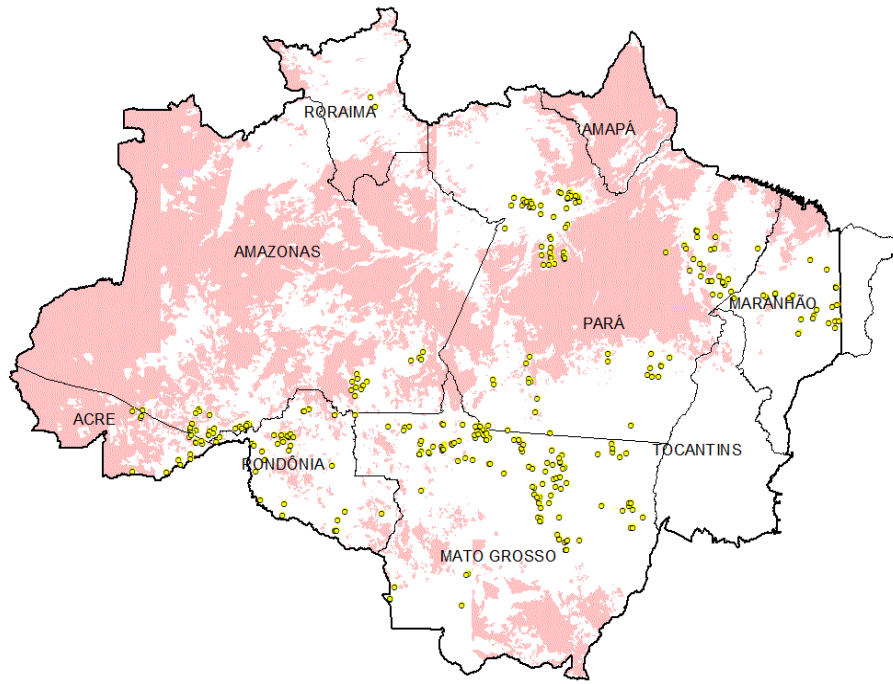 RORAIMA
AMAPÁ
AMAZONAS
MARANHÃO
PARÁ
ACRE
TOCANTINS
RONDÔNIA
MATO GROSSO